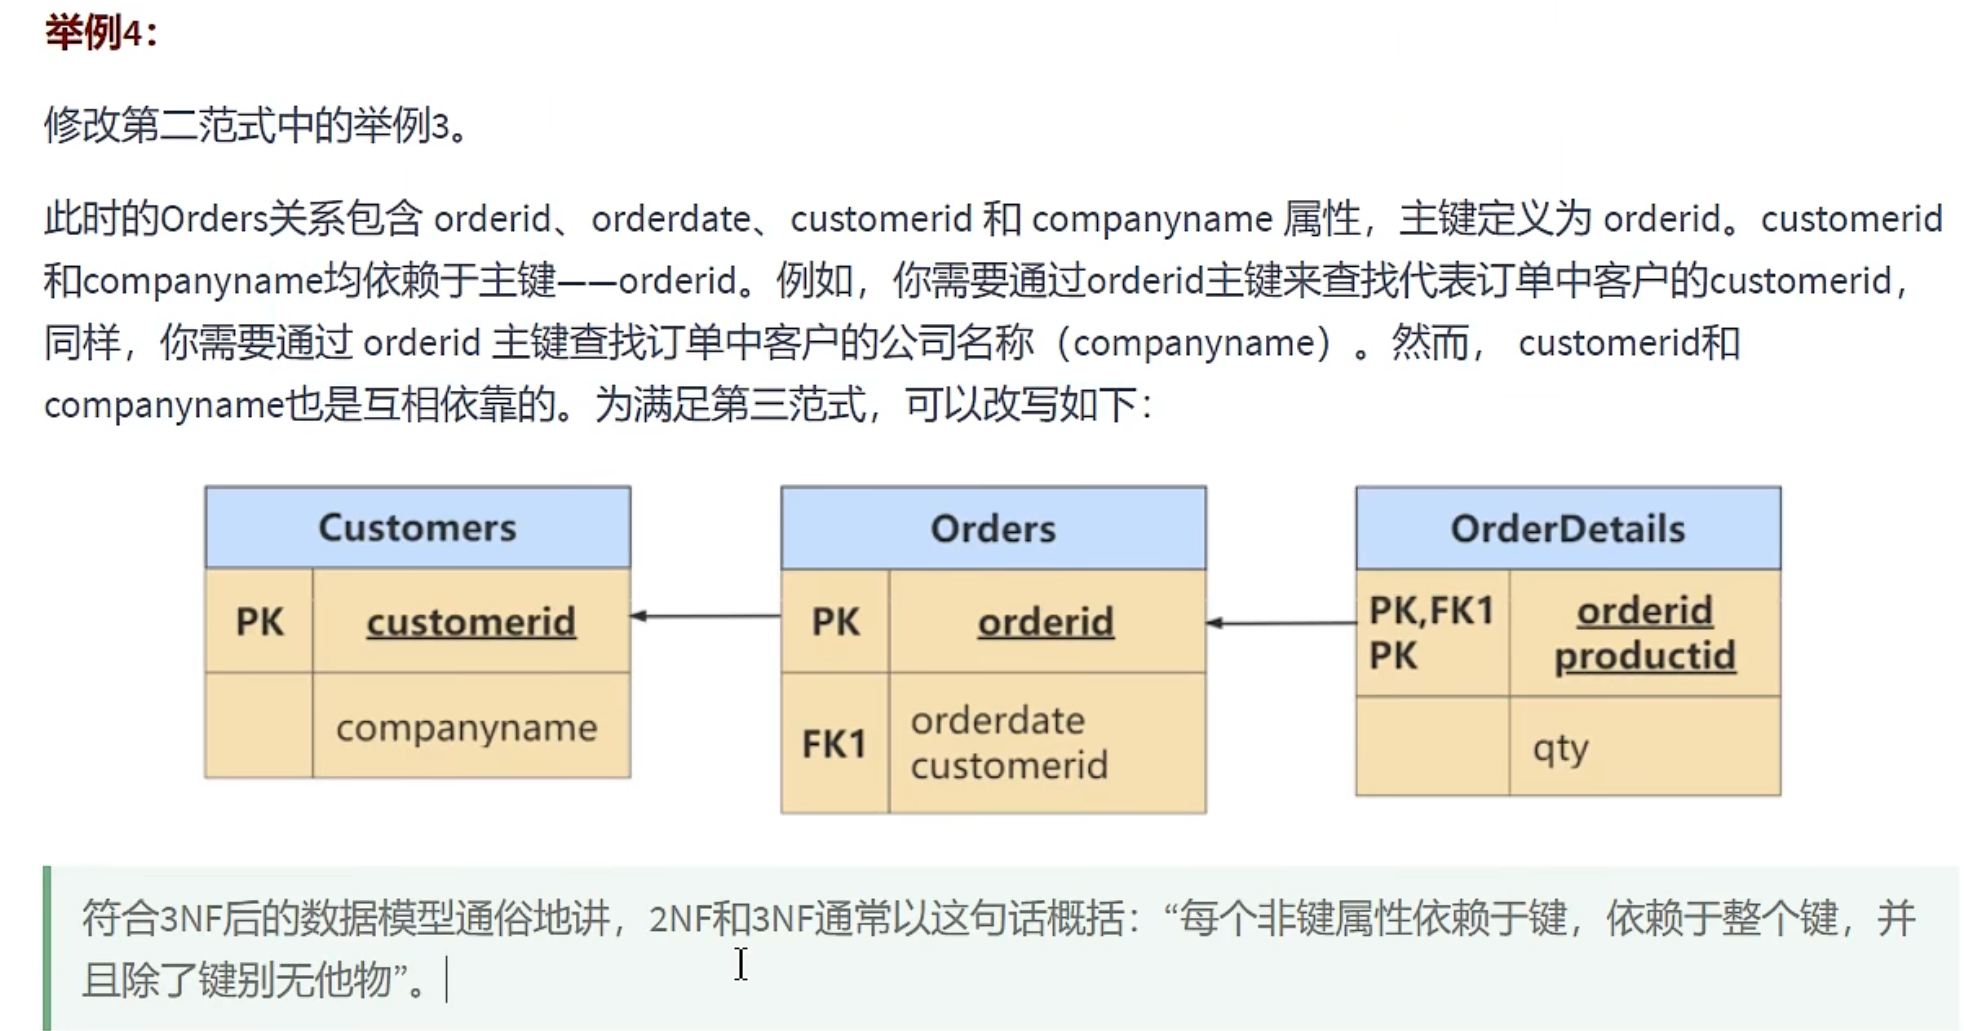 举例4：
修改第二范式中的举例3。
此时的Orders关系包含 orderid、orderdate、customerid 和 companyname 属性，主键定义为 orderid。customerid
和companyname均依赖于主键——orderid。例如，你需要通过orderid主键来查找代表订单中客户的customerid，
同样，你需要通过 orderid 主键查找订单中客户的公司名称（companyname）。然而， customerid和
companyname也是互相依靠的。为满足第三范式，可以改写如下：
Customers
PK customerid
companyname
Orders
PK orderid
orderdate
FK1 customerid
OrderDetails
PK,FK1 orderid
PK productid
qty
符合3NF后的数据模型通俗地讲，2NF和3NF通常以这句话概括：“每个非键属性依赖于键，依赖于整个键，并
且除了键别无他物”。